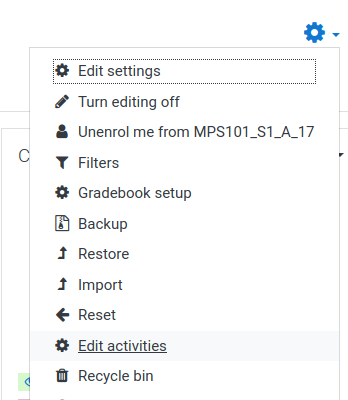 Edit settings
Turn editing off
Unenrol me from MPS101_S1_A_17
Filters
Gradebook setup
Backup
Restore
Import
Reset
Edit activities
Recycle bin